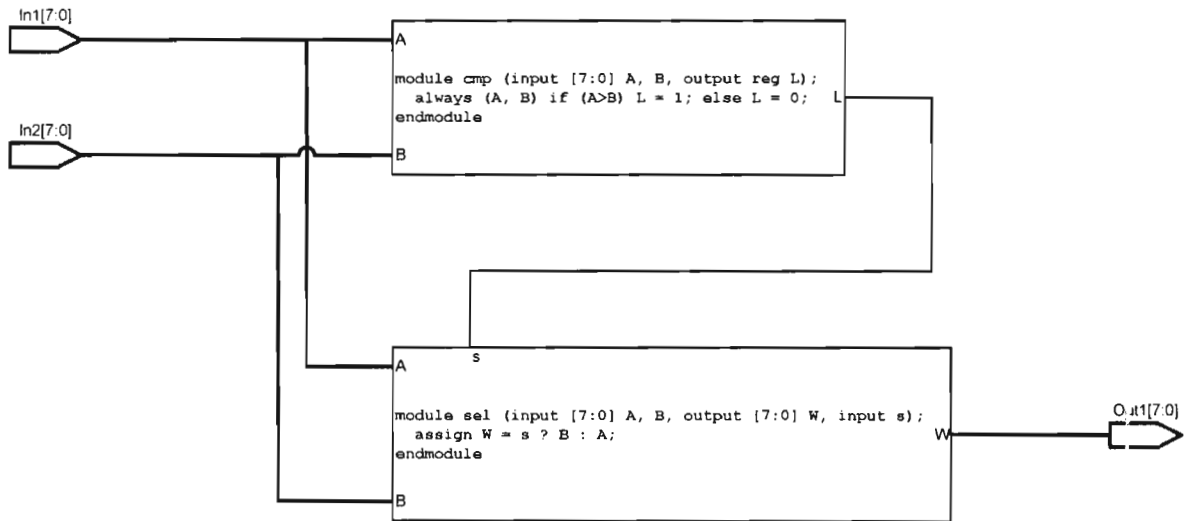 In1[7:0]
A
module cmp (input [7:0] A, B, output reg L);
always (A, B) if (A>B) L = 1; else L = 0;
L
endmodule
In2[7:0]
B
s
A
module sel (input [7:0] A, B, output [7:0] W, input s);
assign W = s ? B : A;
endmodule
W
Out1[7:0]
B